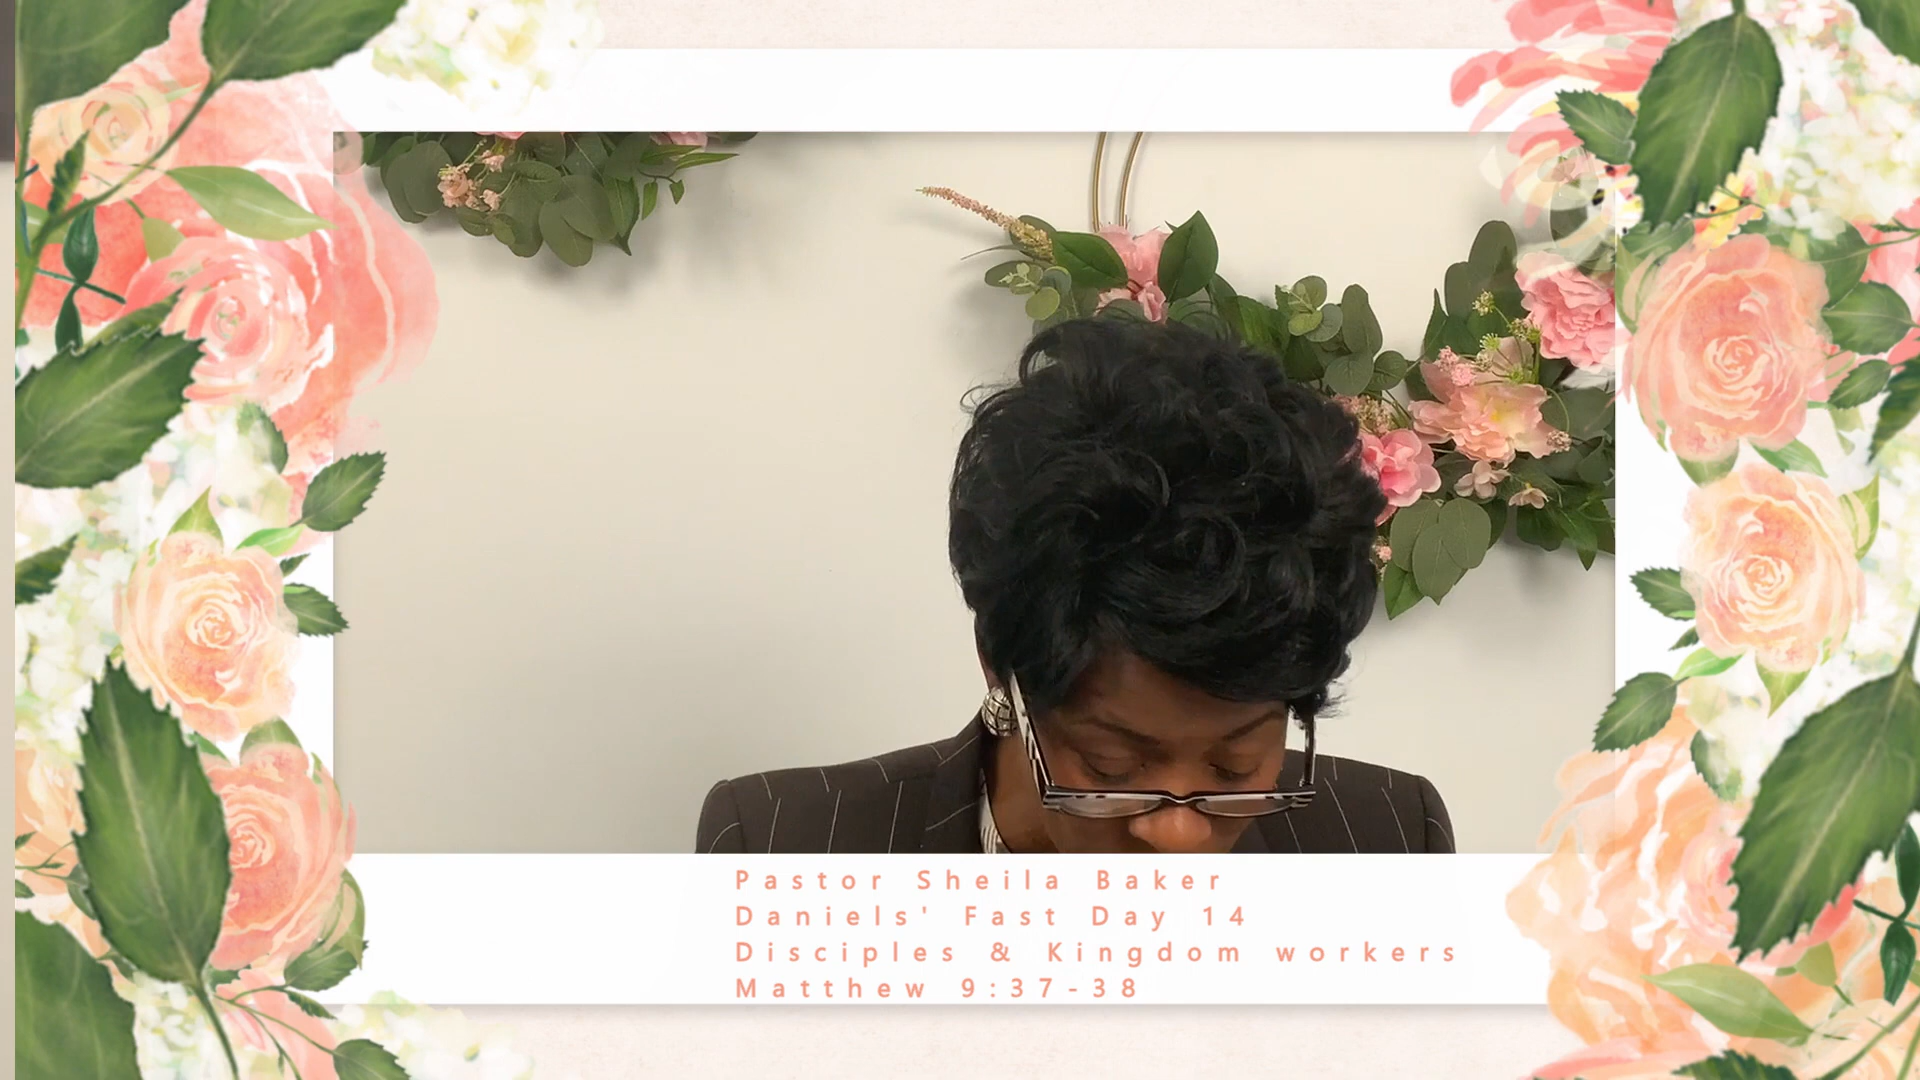 Pastor Sheila Baker
Daniels' Fast Day 14
Disciples & Kingdom workers
Matthew 9:37-38